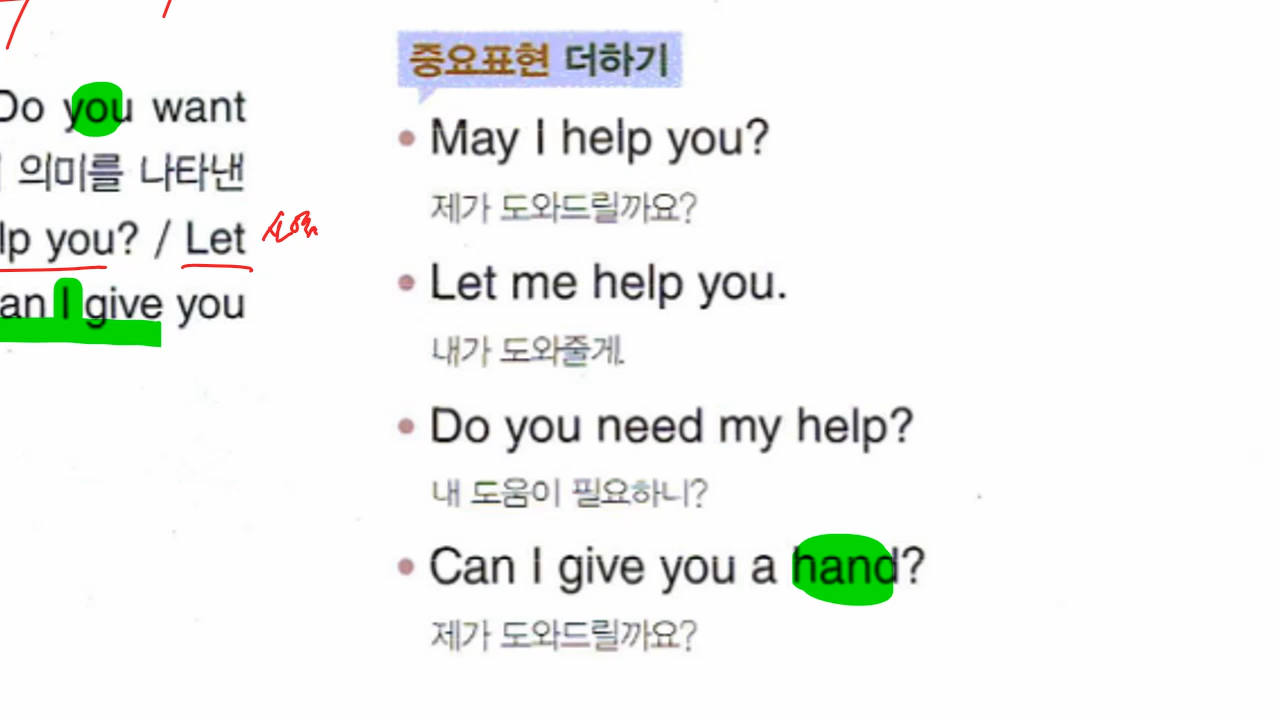 Do you want
의미를 나타낸
lp you? / Let
an I give you
중요표현 더하기
May I help you?
제가 도와드릴까요?
Let me help you.
내가 도와줄게.
Do you need my help?
내 도움이 필요하니?
Can I give you a hand?
제가 도와드릴까요?